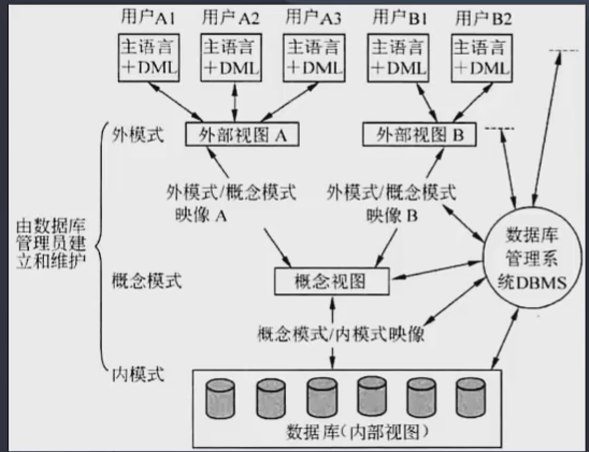 用户A1 用户A2 用户A3 用户B1 用户B2
主语言 主语言 主语言 主语言 主语言
+DML +DML +DML +DML +DML
外模式 外部视图 A 外部视图 B
外模式/概念模式 外模式/概念模式
映像 A 映像 B
由数据库
管理员建
立和维护
数据库
管理系
统DBMS
概念模式 概念视图
概念模式/内模式映像
内模式
数据库(内部视图)